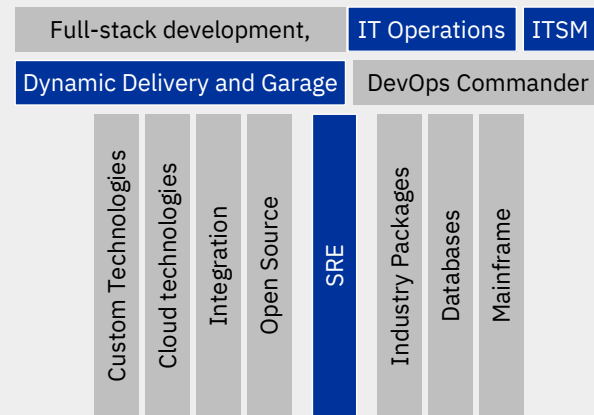 Full-stack development,
IT Operations
ITSM
Dynamic Delivery and Garage
DevOps Commander
Custom Technologies
Cloud technologies
Integration
Open Source
SRE
Industry Packages
Databases
Mainframe